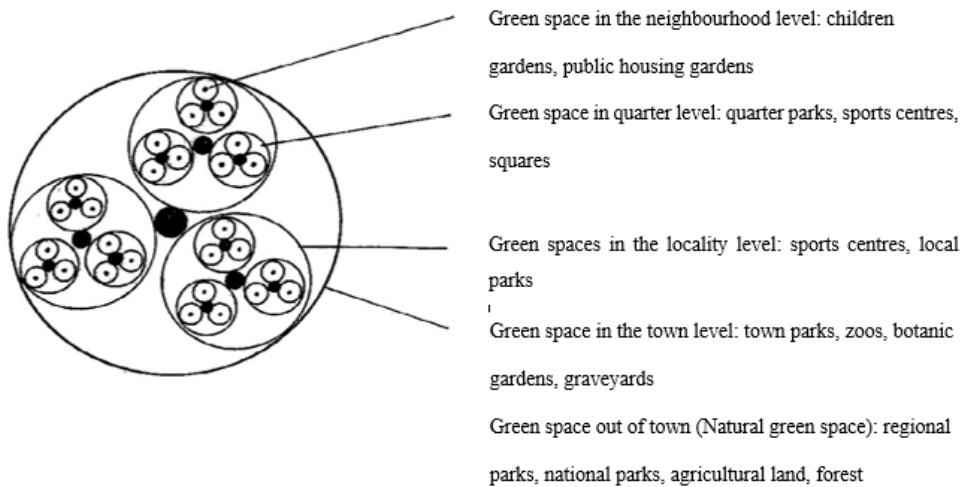 Green space in the neighbourhood level: children
gardens, public housing gardens
Green space in quarter level: quarter parks, sports centres,
squares
Green spaces in the locality level: sports centres, local
parks
Green space in the town level: town parks, zoos, botanic
gardens, graveyards
Green space out of town (Natural green space): regional
parks, national parks, agricultural land, forest